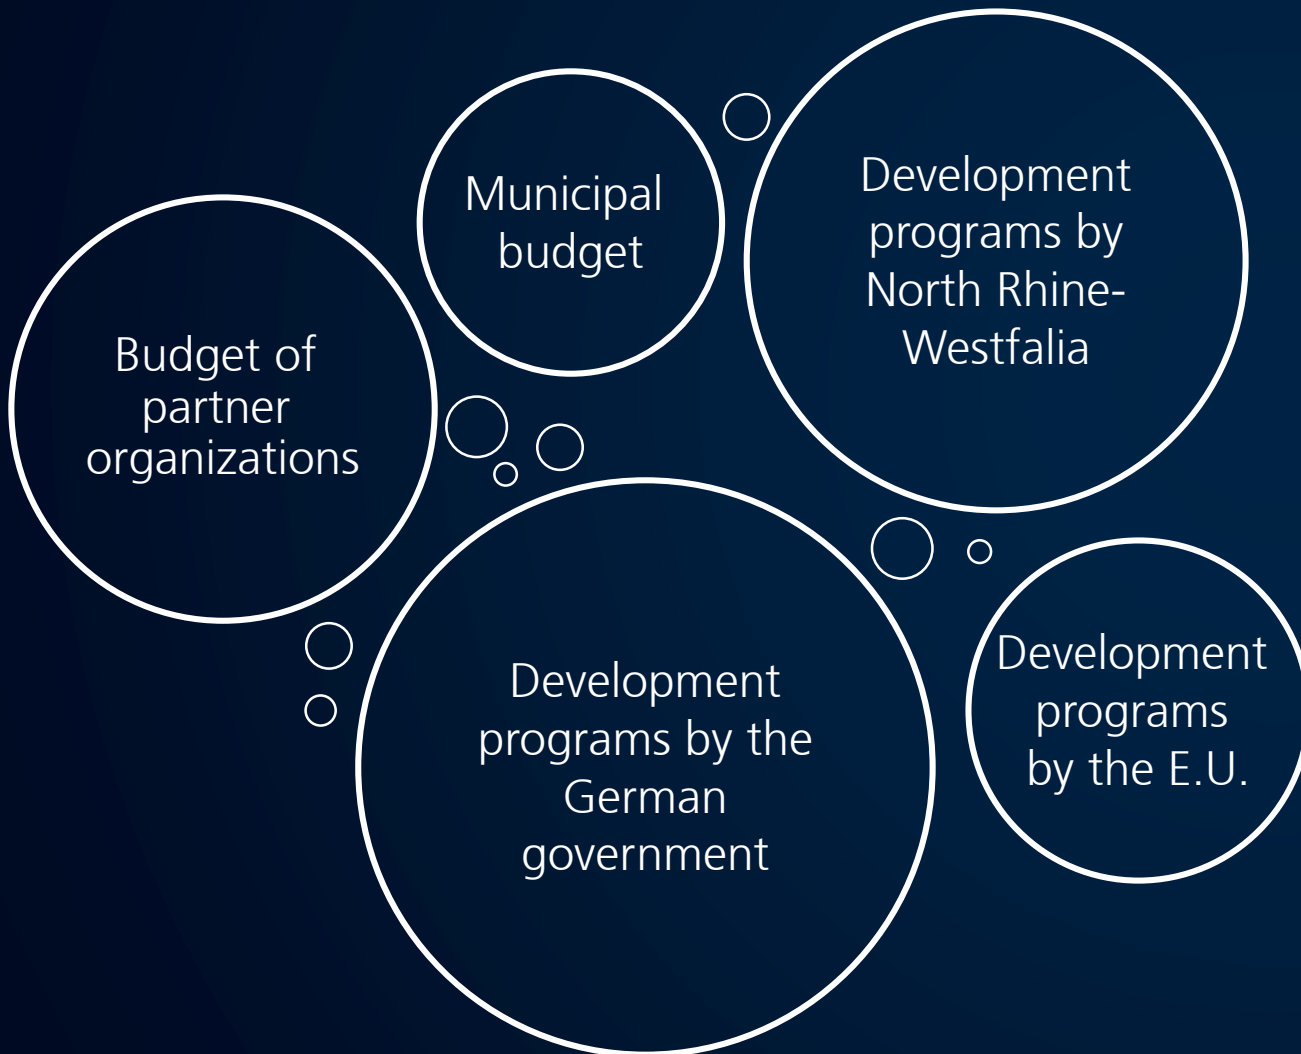 Municipal
budget
Development
programs by
North Rhine-
Westfalia
Budget of
partner
organizations
Development
programs by the
German
government
Development
programs
by the E.U.